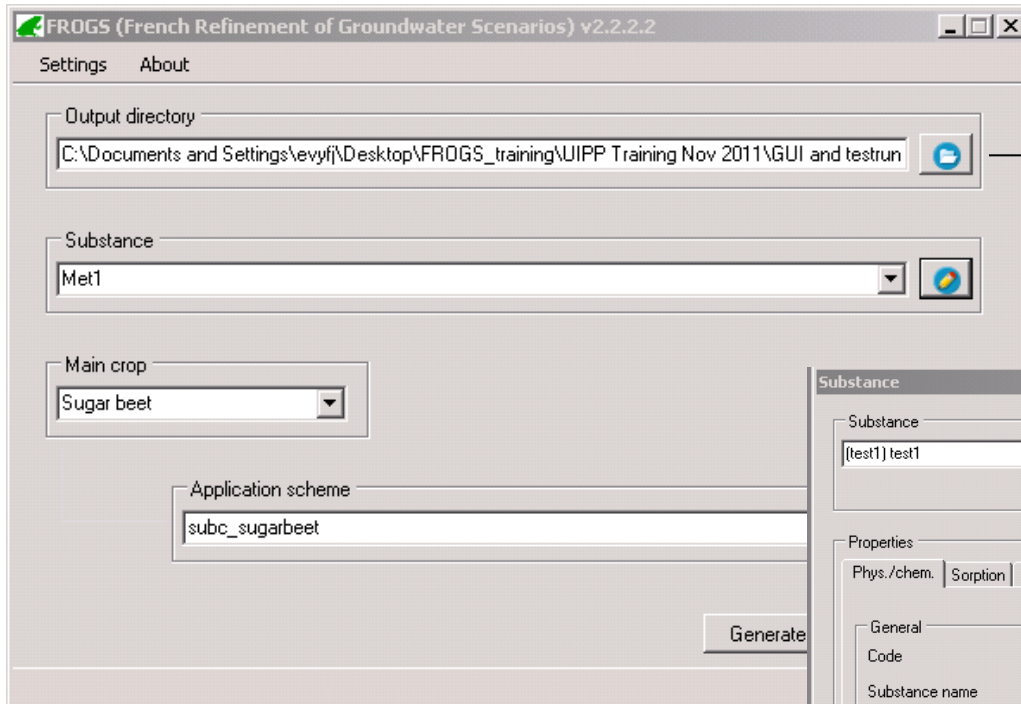 FROGS (French Refinement of Groundwater Scenarios) v2.2.2.2
Settings About
Output directory
C:\Documents and Settings\evyfj\Desktop\FROGS_training\UIPP Training Nov 2011\GUI and testrun
Substance
Met1
Main crop
Sugar beet
Application scheme
subc_sugarbeet
Generate
Substance
Substance
(test1) test1
Properties
Phys./chem. Sorption
General
Code
Substance name